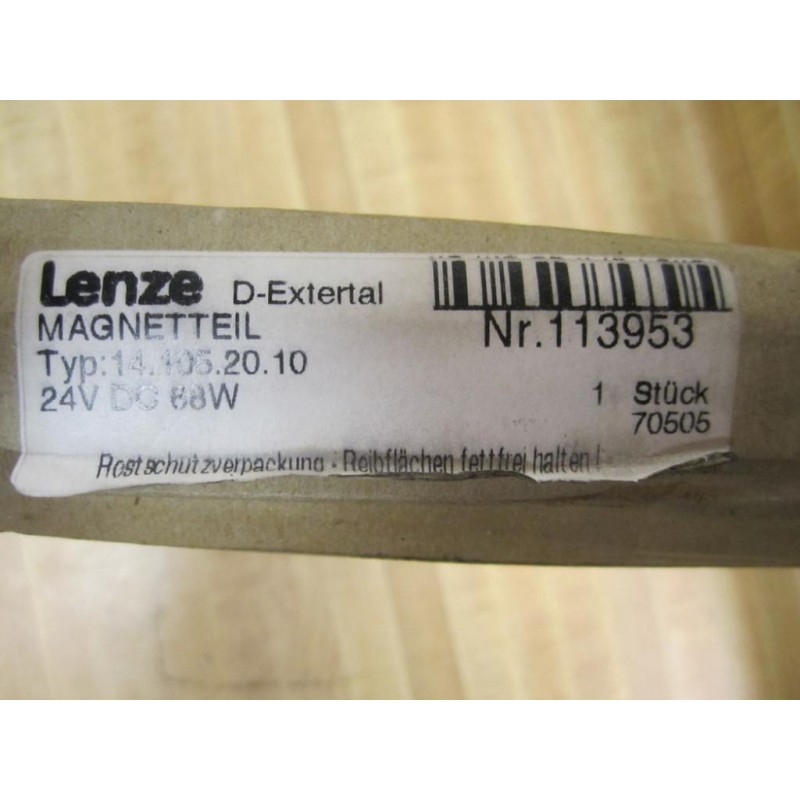 Lenze D-Extertal
MAGNETTEIL
Nr.113953
Typ:14.105.20.10
24V DC 68W
1 Stück
70505
Rostschutzverpackung : Reibflächen fettfrei halten !